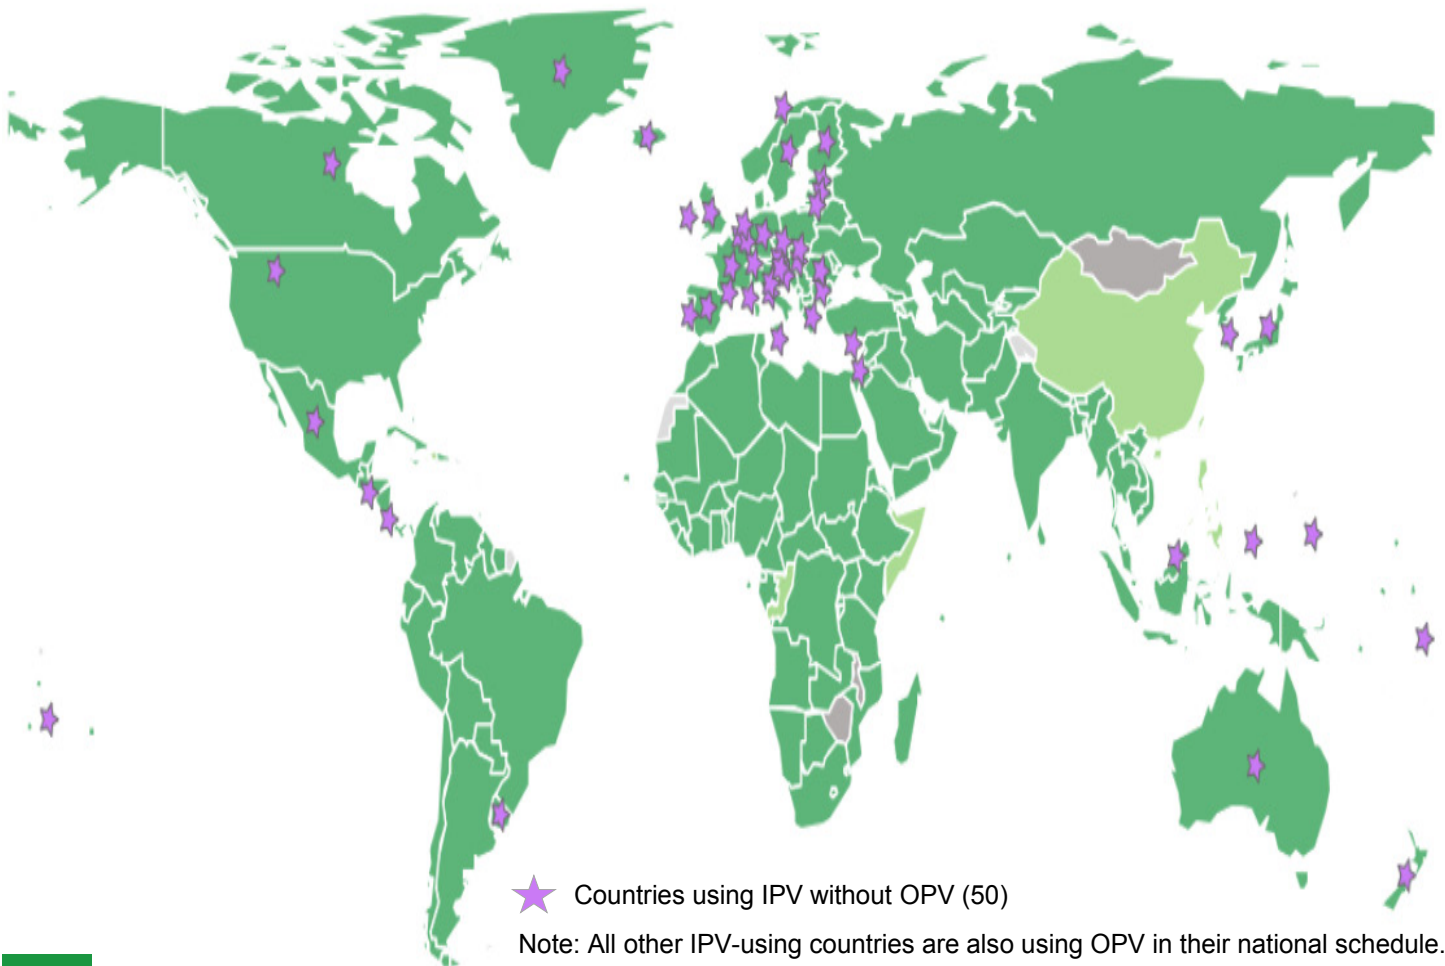 Countries using IPV without OPV (50)
Note: All other IPV-using countries are also using OPV in their national schedule.